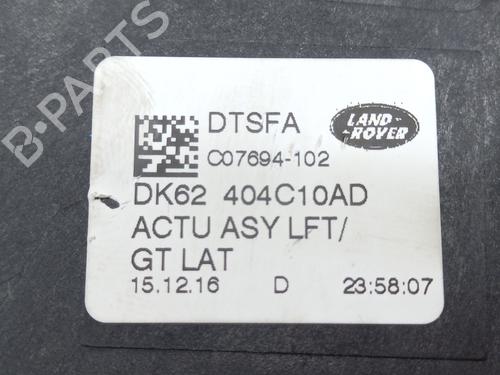 DTSFA
LAND
ROVER
C07694-102
DK62 404C10AD
ACTU ASY LFT/
GT LAT
15.12.16 D 23:58:07
B-Parts